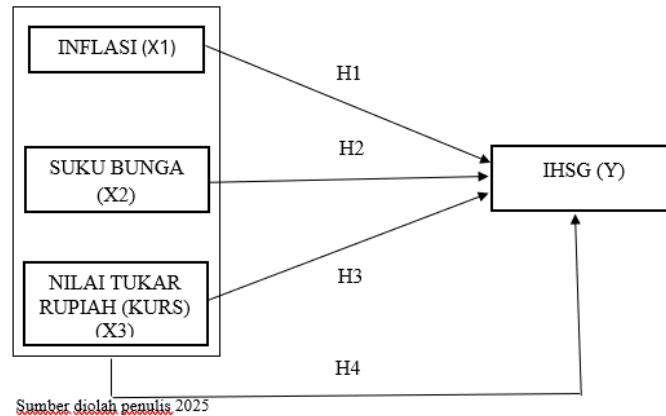 INFLASI (X1)
H1
H2
SUKU BUNGA
(X2)
IHSG (Y)
NILAI TUKAR
RUPIAH (KURS)
(X3)
H3
H4
Sumber diolah penulis 2025